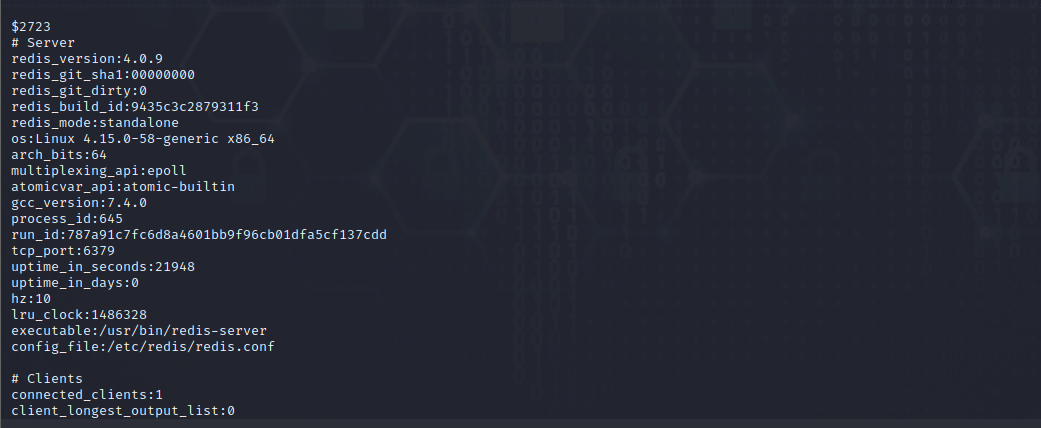 $2723
# Server
redis_version:4.0.9
redis_git_sha1:00000000
redis_git_dirty:0
redis_build_id:9435c3c2879311f3
redis_mode:standalone
os:Linux 4.15.0-58-generic x86_64
arch_bits:64
multiplexing_api:epoll
atomicvar_api:atomic-builtin
gcc_version:7.4.0
process_id:645
run_id:787a91c7fc6d8a4601bb9f96cb01dfa5cf137cdd
tcp_port:6379
uptime_in_seconds:21948
uptime_in_days:0
hz:10
lru_clock:1486328
executable:/usr/bin/redis-server
config_file:/etc/redis/redis.conf
# Clients
connected_clients:1
client_longest_output_list:0